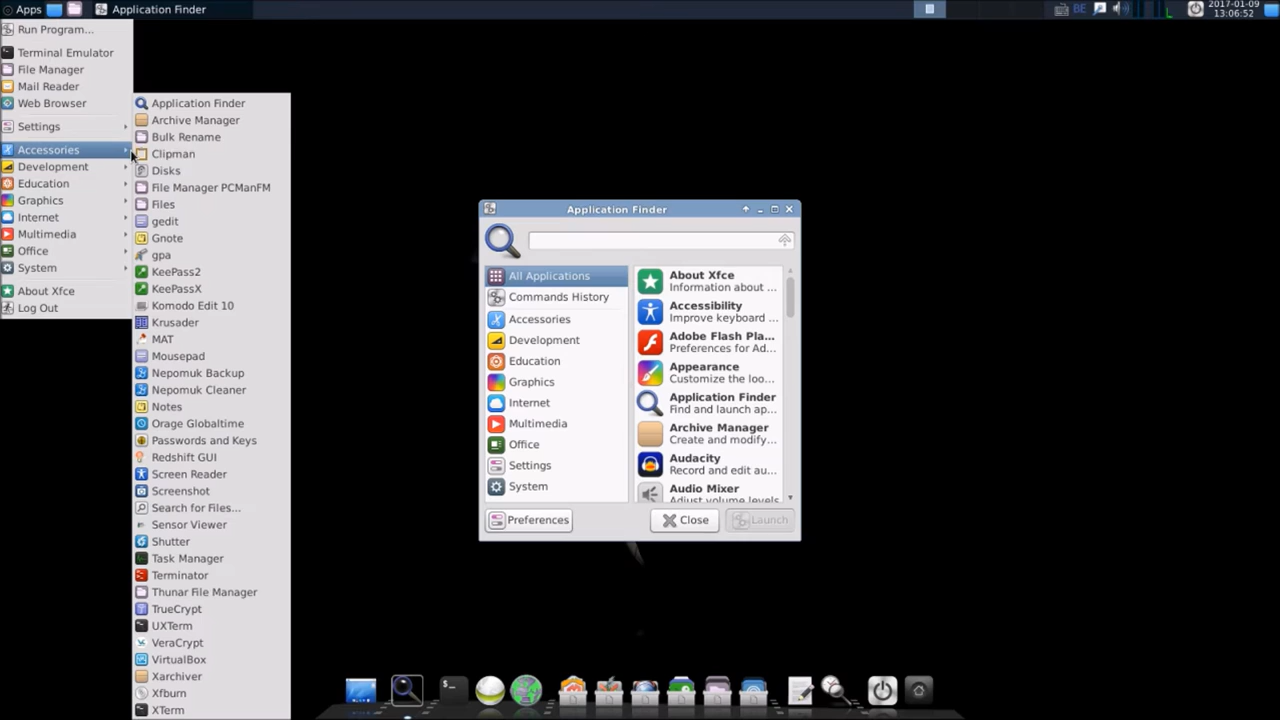 Apps
Application Finder
BE
2017-01-09
13:06:52
Run Program...
Terminal Emulator
File Manager
Mail Reader
Web Browser
Settings
Accessories
Development
Education
Graphics
Internet
Multimedia
Office
System
About Xfce
Log Out
Application Finder
Archive Manager
Bulk Rename
Clipman
Disks
File Manager PCManFM
Files
gedit
Gnote
gpa
KeePass2
KeePassX
Komodo Edit 10
Krusader
MAT
Mousepad
Nepomuk Backup
Nepomuk Cleaner
Notes
Orage Globaltime
Passwords and Keys
Redshift GUI
Screen Reader
Screenshot
Search for Files...
Sensor Viewer
Shutter
Task Manager
Terminator
Thunar File Manager
TrueCrypt
UXTerm
VeraCrypt
VirtualBox
Xarchiver
Xfburn
XTerm
Application Finder
All Applications
Commands History
Accessories
Development
Education
Graphics
Internet
Multimedia
Office
Settings
System
About Xfce
Information about ...
Accessibility
Improve keyboard ...
Adobe Flash Pla...
Preferences for Ad...
Appearance
Customize the loo...
Application Finder
Find and launch ap...
Archive Manager
Create and modify...
Audacity
Record and edit au...
Audio Mixer
Adjust volume levels
Preferences
Close
Launch